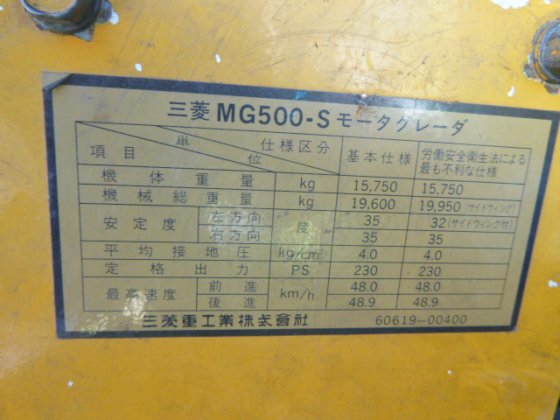 三菱 MG500-S モータグレーダ
項目 単位 仕様区分 基本仕様 労働安全衛生法による最も不利な仕様
機体重量 kg 15,750 15,750
機械総重量 kg 19,600 19,950 (サイドウィング)
安定度 左方向 度 35 32 (サイドウィング付)
右方向 35 35
平均接地圧 kg/cm² 4.0 4.0
定格出力 PS 230 230
最高速度 前進 km/h 48.0 48.0
後進 48.9 48.9
三菱重工業株式會社 60619-00400